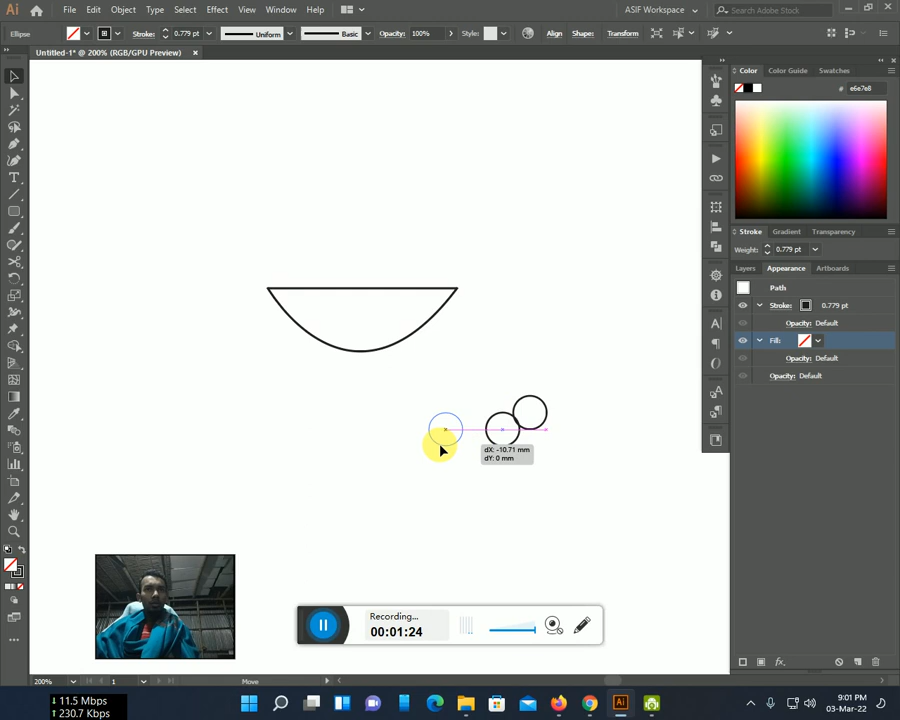 Ai File Edit Object Type Select Effect View Window Help ASIF Workspace Search Adobe Stock
Ellipse Stroke: 0.779 pt Uniform Basic Opacity: 100% Style: Align Shape: Transform
Untitled-1* @ 200% (RGB/GPU Preview) ×
Color Color Guide Swatches
# e6e7e8
Stroke Gradient Transparency
Weight: 0.779 pt
Layers Appearance Artboards
Path
Stroke: 0.779 pt
Opacity: Default
Fill:
Opacity: Default
Opacity: Default
dX: -10.71 mm
dY: 0 mm
Recording...
00:01:24
200% 1 Move
11.5 Mbps
230.7 Kbps
9:01 PM
03-Mar-22